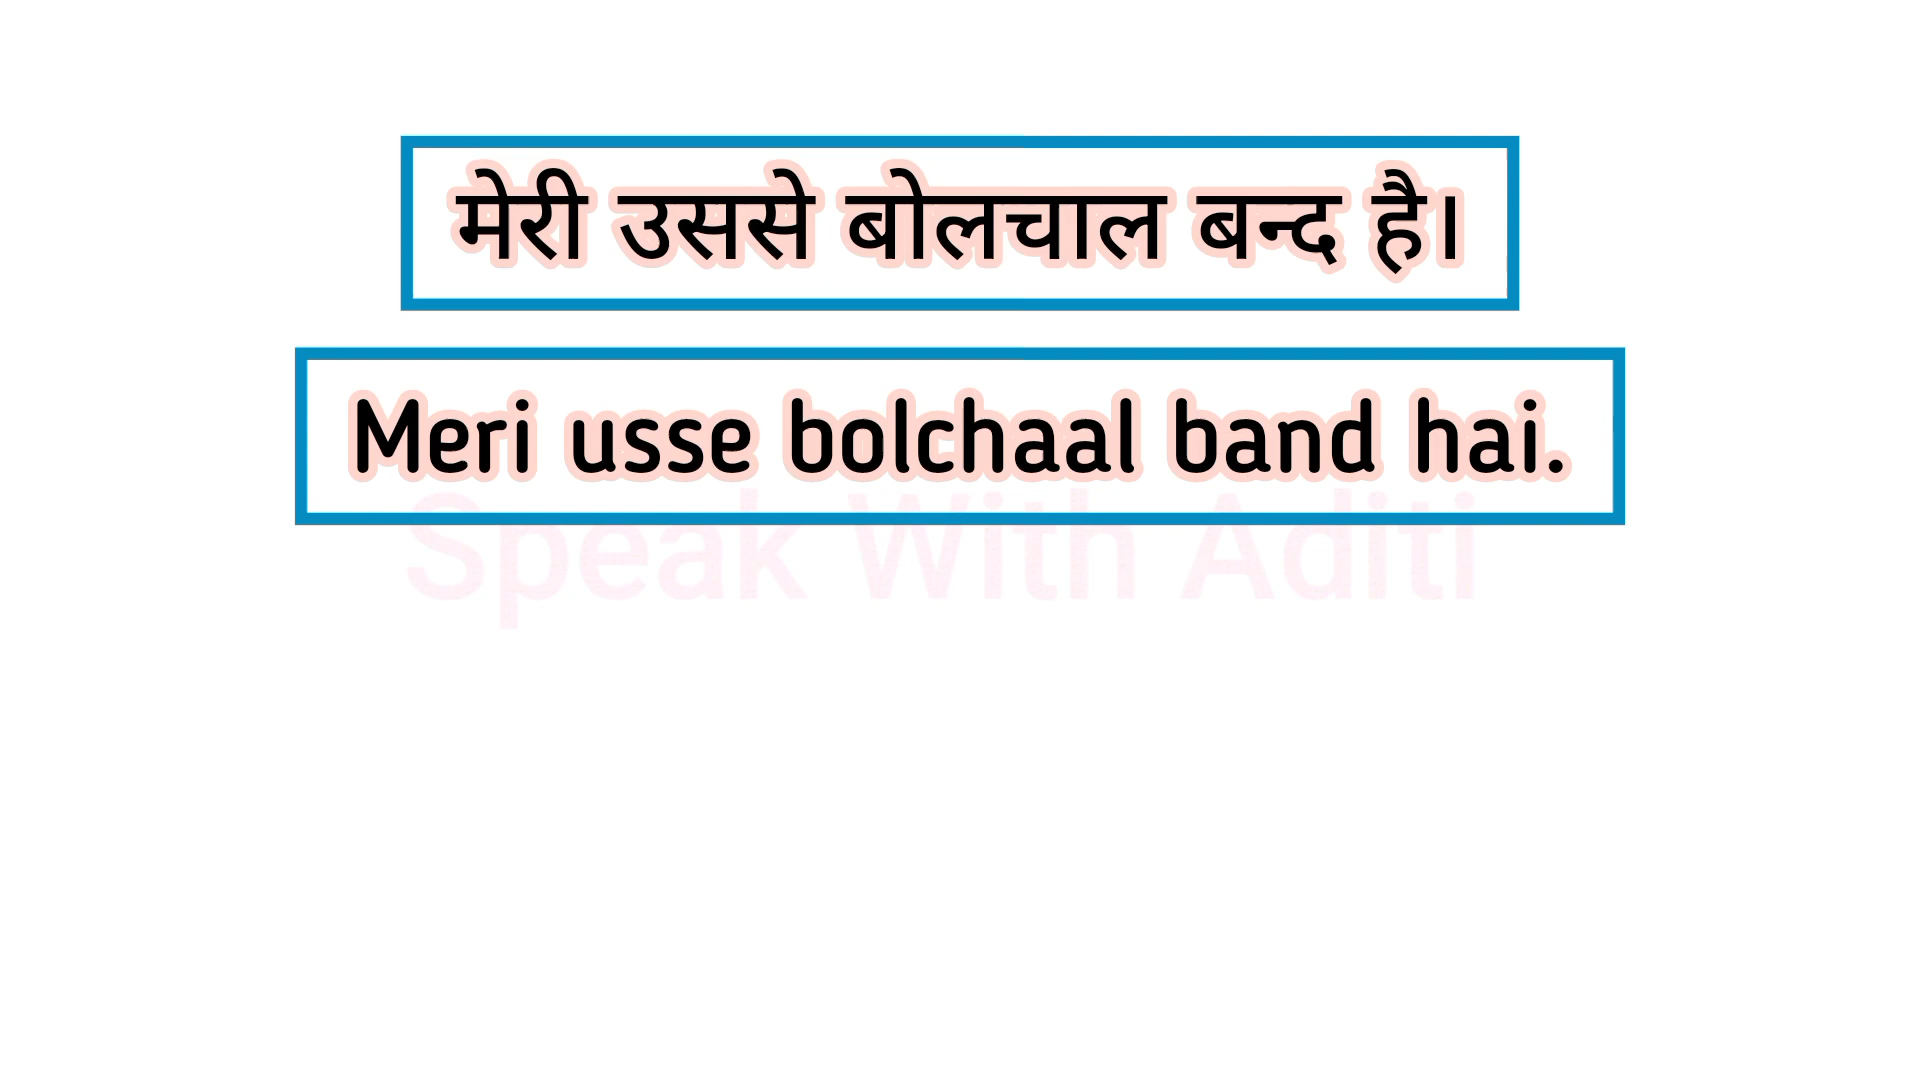 मेरी उससे बोलचाल बन्द है।
Meri usse bolchaal band hai.
Speak With Aditi